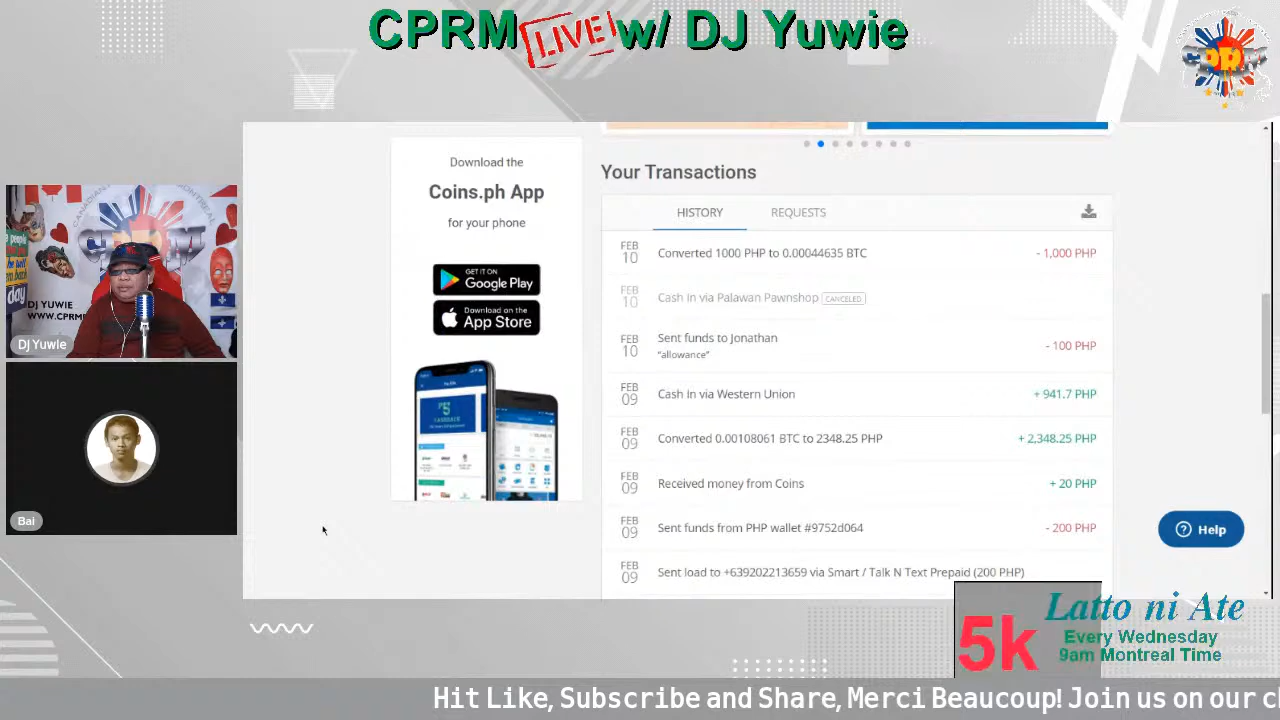 CPRM LIVE w/ DJ Yuwie
CPRM
Download the
Coins.ph App
for your phone
GET IT ON
Google Play
Download on the
App Store
Your Transactions
HISTORY
REQUESTS
FEB 10
Converted 1000 PHP to 0.00044635 BTC
- 1,000 PHP
FEB 10
Cash in via Palawan Pawnshop CANCELED
FEB 10
Sent funds to Jonathan
"allowance"
- 100 PHP
FEB 09
Cash in via Western Union
+ 941.7 PHP
FEB 09
Converted 0.00108061 BTC to 2348.25 PHP
+ 2,348.25 PHP
FEB 09
Received money from Coins
+ 20 PHP
FEB 09
Sent funds from PHP wallet #9752d064
- 200 PHP
FEB 09
Sent load to +639202213659 via Smart / Talk N Text Prepaid (200 PHP)
Help
DJ YUWIE
WWW.CPRM
DJ Yuwie
Bai
5k
Latto ni Ate
Every Wednesday
9am Montreal Time
Hit Like, Subscribe and Share, Merci Beaucoup! Join us on our c